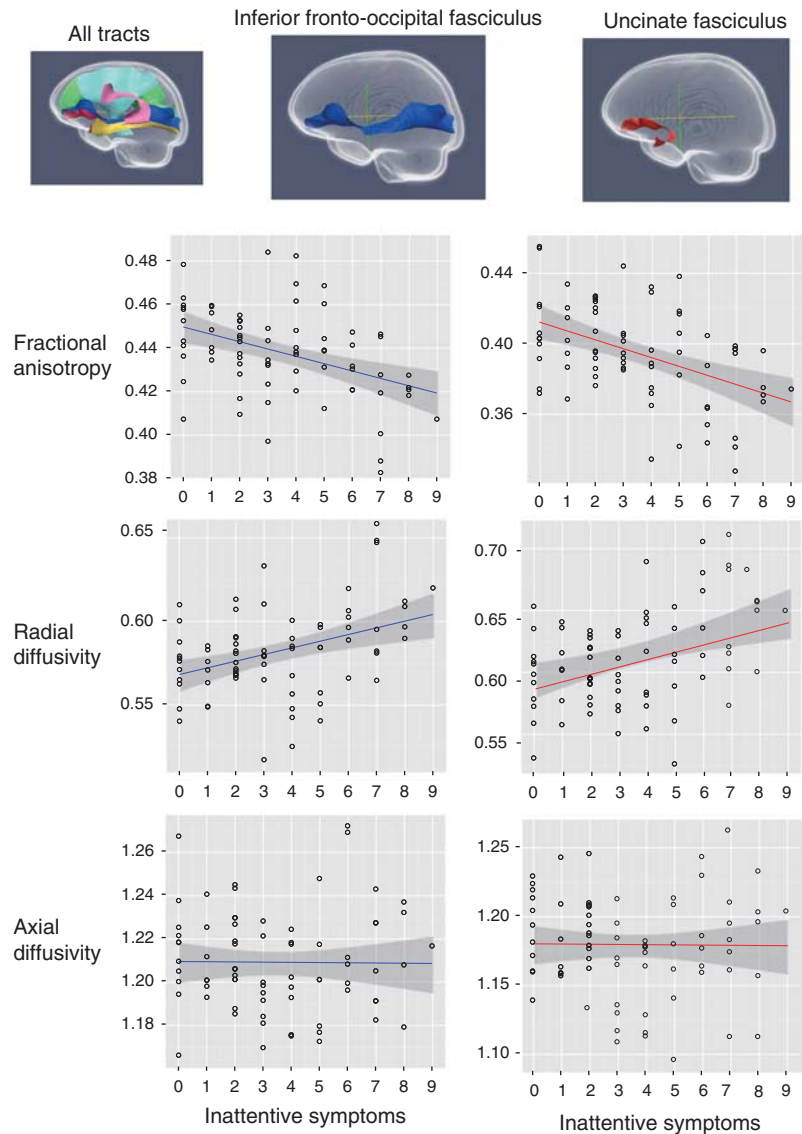 All tracts
Inferior fronto-occipital fasciculus
Uncinate fasciculus
Fractional anisotropy
0.48
0.46
0.44
0.42
0.40
0.38
0 1 2 3 4 5 6 7 8 9
0.44
0.40
0.36
0 1 2 3 4 5 6 7 8 9
Radial diffusivity
0.65
0.60
0.55
0 1 2 3 4 5 6 7 8 9
0.70
0.65
0.60
0.55
0 1 2 3 4 5 6 7 8 9
Axial diffusivity
1.26
1.24
1.22
1.20
1.18
0 1 2 3 4 5 6 7 8 9
Inattentive symptoms
1.25
1.20
1.15
1.10
0 1 2 3 4 5 6 7 8 9
Inattentive symptoms